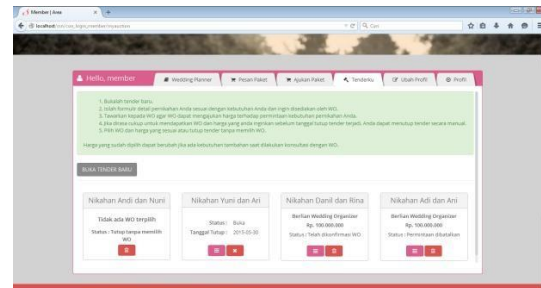 Member | Area
localhost
Hello, member
Wedding Planner
Pesan Paket
Ajukan Paket
Tenderku
Ubah Profil
Profil
1. Bukalah tender baru.
2. Isilah formulir detail pernikahan Anda sesuai dengan kebutuhan Anda dan ingin disediakan oleh WO.
3. Tawarkan kepada WO agar WO dapat mengajukan harga terhadap permintaan kebutuhan pernikahan Anda.
4. Jika dirasa cukup untuk mendapatkan WO dan harga yang anda inginkan sebelum tanggal tutup tender terjadi, Anda dapat menutup tender secara manual.
5. Pilih WO dan harga yang sesuai atau tutup tender tanpa memilih WO.
Harga yang sudah dipilih dapat berubah jika ada kebutuhan tambahan saat dilakukan konsultasi dengan WO.
BUKA TENDER BARU
Nikahan Andi dan Nuni
Tidak ada WO terpilih
Status : Tutup tanpa memilih
WO
Nikahan Yuni dan Ari
Status : Buka
Tanggal Tutup : 2015-05-30
Nikahan Danil dan Rina
Berlian Wedding Organizer
Rp. 100.000.000
Status : Telah dikonfirmasi WO
Nikahan Adi dan Ani
Berlian Wedding Organizer
Rp. 100.000.000
Status : Permintaan dibatalkan